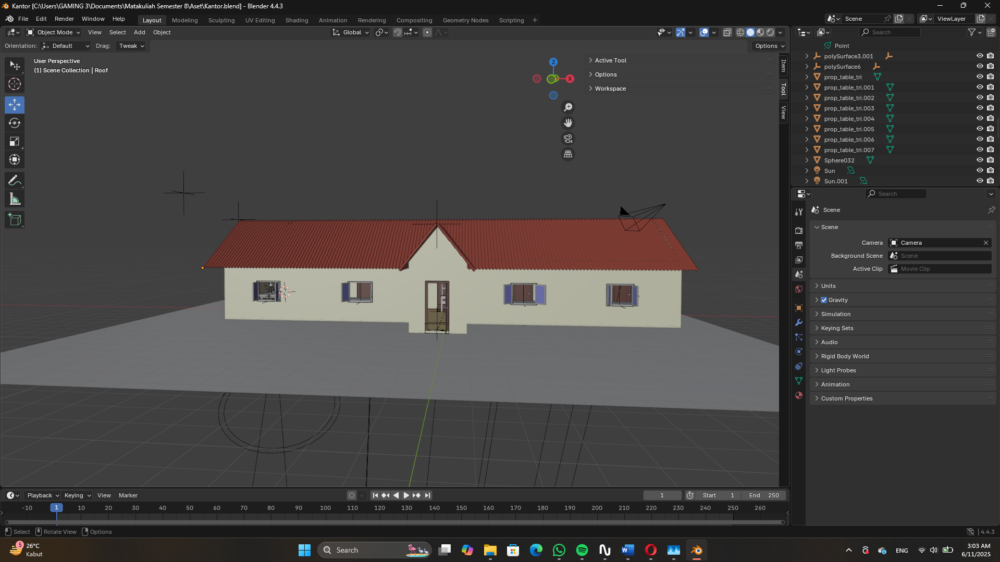 Kantor [C:\Users\GAMING 3\Documents\Matakuliah Semester 8\Aset\Kantor.blend] - Blender 4.4.3
File Edit Render Window Help Layout Modeling Sculpting UV Editing Shading Animation Rendering Compositing Geometry Nodes Scripting + Scene ViewLayer
Object Mode View Select Add Object Global Search
Orientation: Default Drag: Tweak Options
User Perspective
(1) Scene Collection | Roof
Z
X
Active Tool
Options
Workspace
Item
Tool
View
Point
polySurface3.001
polySurface6
prop_table_tri
prop_table_tri.001
prop_table_tri.002
prop_table_tri.003
prop_table_tri.004
prop_table_tri.005
prop_table_tri.006
prop_table_tri.007
Sphere032
Sun
Sun.001
Search
Scene
Scene
Camera Camera
Background Scene Scene
Active Clip Movie Clip
Units
Gravity
Simulation
Keying Sets
Audio
Rigid Body World
Light Probes
Animation
Custom Properties
Playback Keying View Marker 1 Start 1 End 250
-10 1 10 20 30 40 50 60 70 80 90 100 110 120 130 140 150 160 170 180 190 200 210 220 230 240 250 260
Select Rotate View Options 4.4.3
5
26°C
Kabut
Search
ENG
3:03 AM
6/11/2025